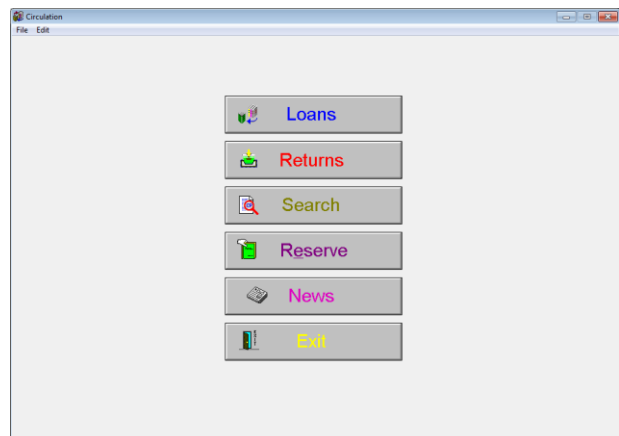 Circulation
File Edit
Loans
Returns
Search
Reserve
News
Exit